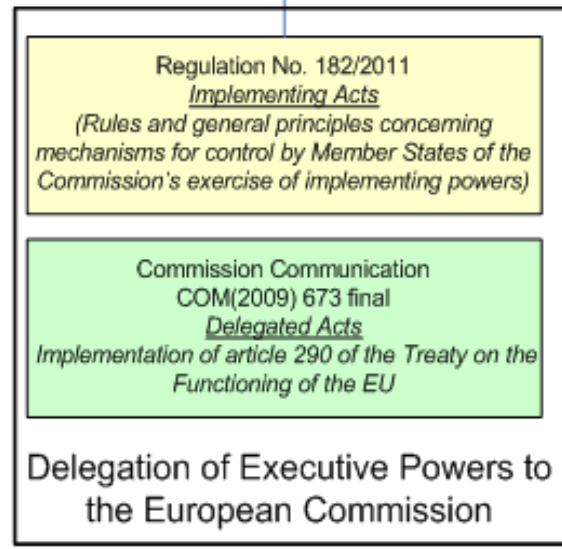 Regulation No. 182/2011
Implementing Acts
(Rules and general principles concerning
mechanisms for control by Member States of the
Commission's exercise of implementing powers)
Commission Communication
COM(2009) 673 final
Delegated Acts
Implementation of article 290 of the Treaty on the
Functioning of the EU
Delegation of Executive Powers to
the European Commission